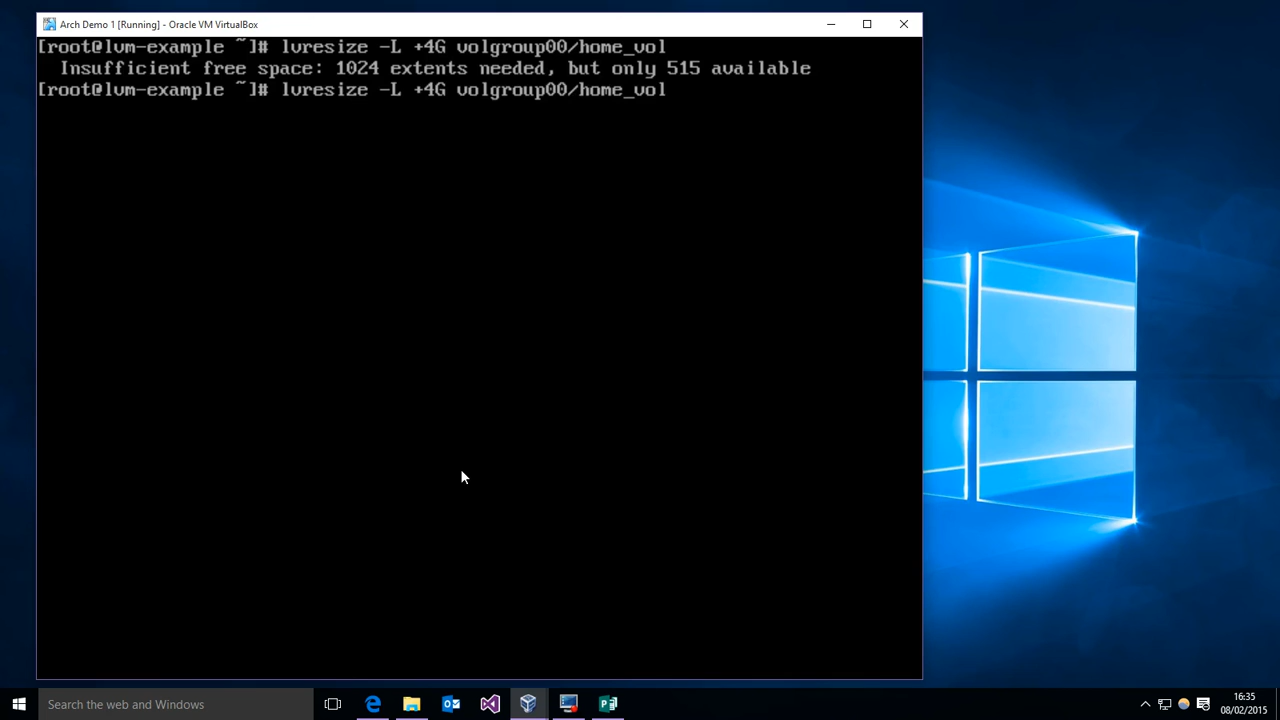 Arch Demo 1 [Running] - Oracle VM VirtualBox
[root@lvm-example ~]# lvresize -L +4G volgroup00/home_vol
Insufficient free space: 1024 extents needed, but only 515 available
[root@lvm-example ~]# lvresize -L +4G volgroup00/home_vol
Search the web and Windows
16:35
08/02/2015